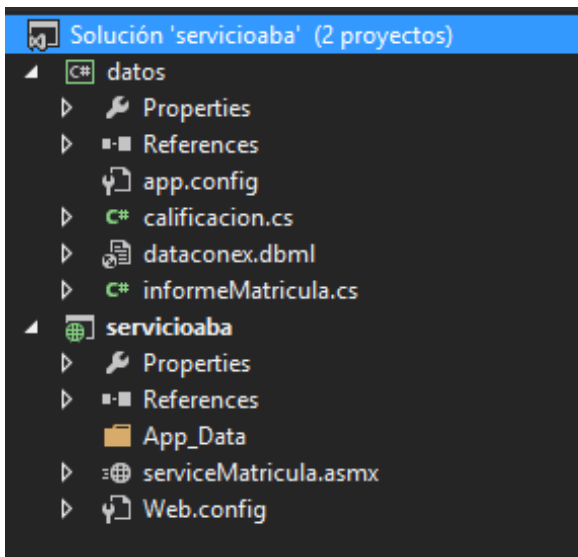 Solución 'servicioaba' (2 proyectos)
C# datos
Properties
References
app.config
C# calificacion.cs
dataconex.dbml
C# informeMatricula.cs
servicioaba
Properties
References
App_Data
serviceMatricula.asmx
Web.config